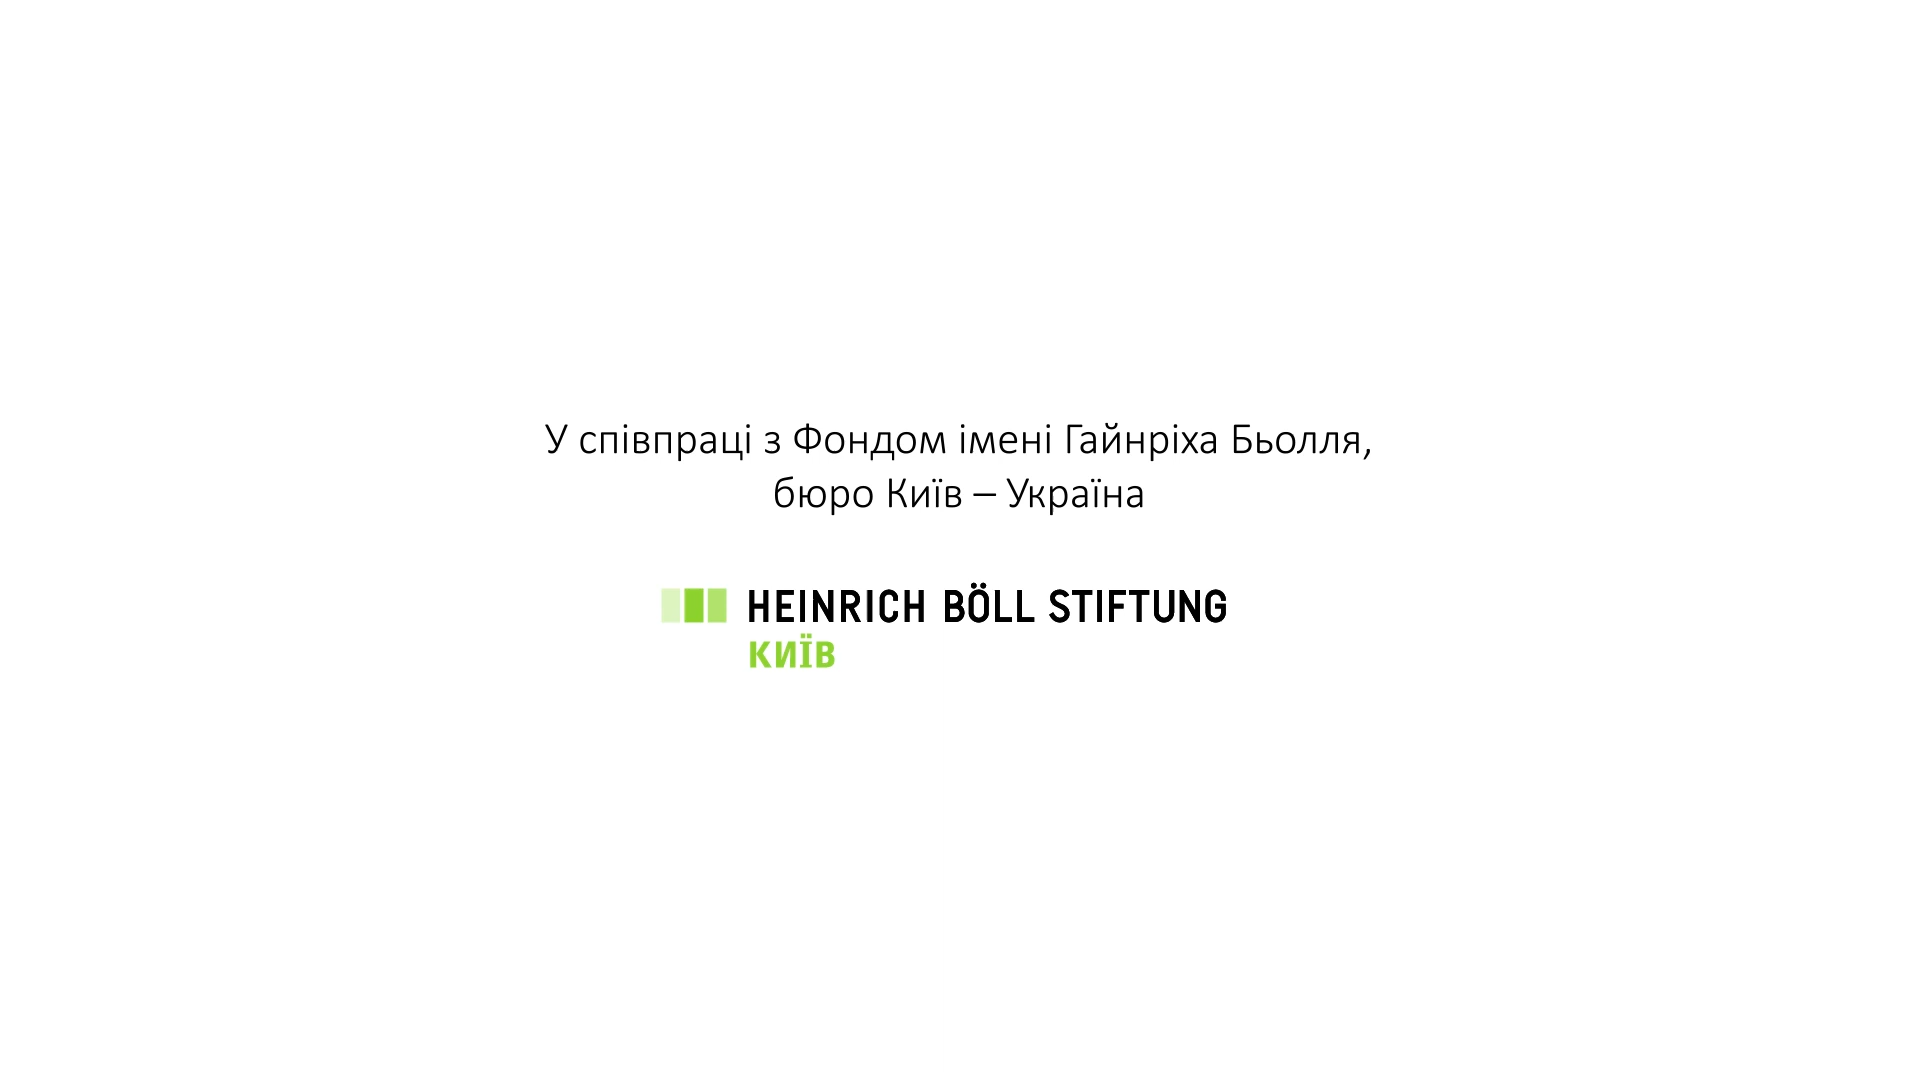 У співпраці з Фондом імені Гайнріха Бьолля,
бюро Київ – Україна
HEINRICH BÖLL STIFTUNG
КИЇВ